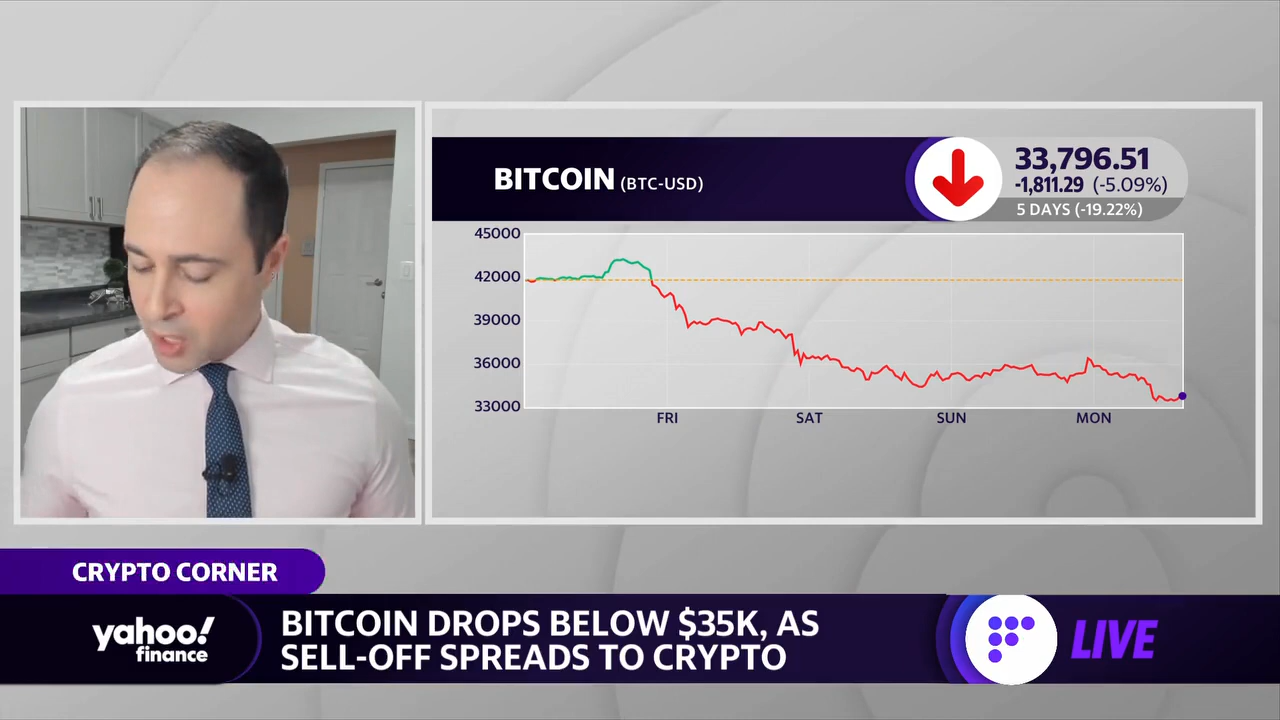 BITCOIN (BTC-USD)
33,796.51
-1,811.29 (-5.09%)
5 DAYS (-19.22%)
45000
42000
39000
36000
33000
FRI SAT SUN MON
CRYPTO CORNER
yahoo!
finance
BITCOIN DROPS BELOW $35K, AS
SELL-OFF SPREADS TO CRYPTO
LIVE